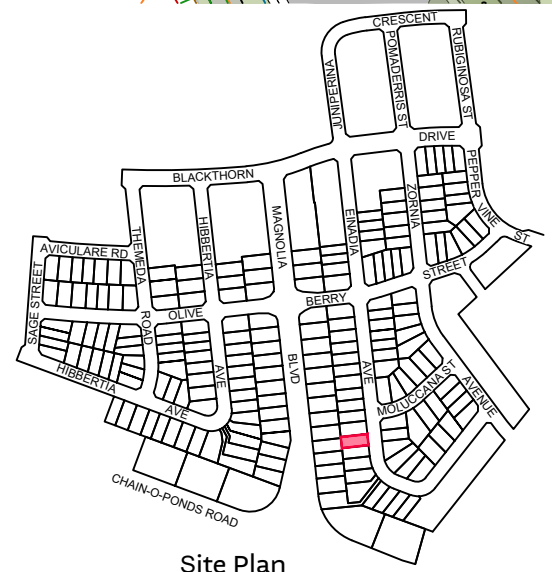 CRESCENT
JUNIPERINA
POMADERRIS ST
RUBIGINOSA ST
DRIVE
BLACKTHORN
PEPPER
VINE
ST
ZORNIA
EINADIA
MAGNOLIA
HIBBERTIA
THEMEDA
AVICULARE RD
SAGE STREET
STREET
BERRY
OLIVE
ROAD
AVE
BLVD
AVE
MOLUCCANA ST
AVENUE
HIBBERTIA
AVE
CHAIN-O-PONDS ROAD
Site Plan